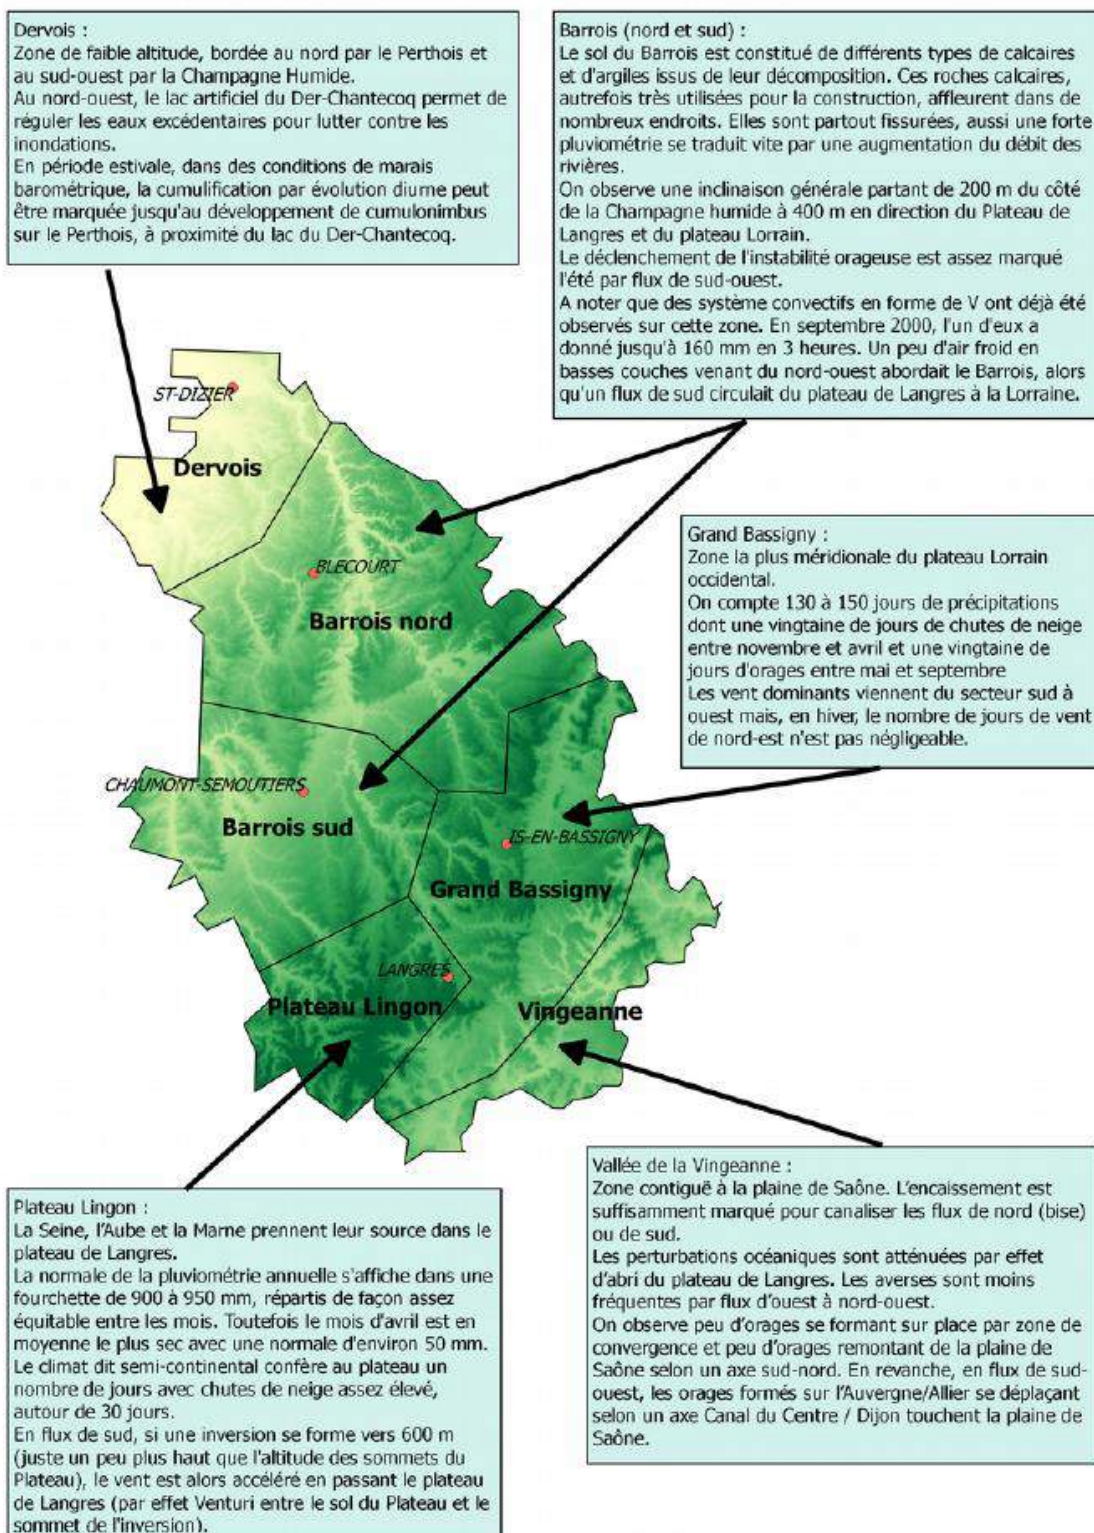 Dervois :
Zone de faible altitude, bordée au nord par le Perthois et
au sud-ouest par la Champagne Humide.
Au nord-ouest, le lac artificiel du Der-Chantecoq permet de
réguler les eaux excédentaires pour lutter contre les
inondations.
En période estivale, dans des conditions de marais
barométrique, la cumulification par évolution diurne peut
être marquée jusqu'au développement de cumulonimbus
sur le Perthois, à proximité du lac du Der-Chantecoq.
Barrois (nord et sud) :
Le sol du Barrois est constitué de différents types de calcaires
et d'argiles issus de leur décomposition. Ces roches calcaires,
autrefois très utilisées pour la construction, affleurent dans de
nombreux endroits. Elles sont partout fissurées, aussi une forte
pluviométrie se traduit vite par une augmentation du débit des
rivières.
On observe une inclinaison générale partant de 200 m du côté
de la Champagne humide à 400 m en direction du Plateau de
Langres et du plateau Lorrain.
Le déclenchement de l'instabilité orageuse est assez marqué
l'été par flux de sud-ouest.
A noter que des système convectifs en forme de V ont déjà été
observés sur cette zone. En septembre 2000, l'un d'eux a
donné jusqu'à 160 mm en 3 heures. Un peu d'air froid en
basses couches venant du nord-ouest abordait le Barrois, alors
qu'un flux de sud circulait du plateau de Langres à la Lorraine.
ST-DIZIER
Dervois
BLECOURT
Barrois nord
Grand Bassigny :
Zone la plus méridionale du plateau Lorrain
occidental.
On compte 130 à 150 jours de précipitations
dont une vingtaine de jours de chutes de neige
entre novembre et avril et une vingtaine de
jours d'orages entre mai et septembre
Les vent dominants viennent du secteur sud à
ouest mais, en hiver, le nombre de jours de vent
de nord-est n'est pas négligeable.
CHAUMONT-SEMOUTIERS
Barrois sud
IS-EN-BASSIGNY
Grand Bassigny
LANGRES
Plateau Lingon
Vingeanne
Plateau Lingon :
La Seine, l'Aube et la Marne prennent leur source dans le
plateau de Langres.
La normale de la pluviométrie annuelle s'affiche dans une
fourchette de 900 à 950 mm, répartis de façon assez
équitable entre les mois. Toutefois le mois d'avril est en
moyenne le plus sec avec une normale d'environ 50 mm.
Le climat dit semi-continental confère au plateau un
nombre de jours avec chutes de neige assez élevé,
autour de 30 jours.
En flux de sud, si une inversion se forme vers 600 m
(juste un peu plus haut que l'altitude des sommets du
Plateau), le vent est alors accéléré en passant le plateau
de Langres (par effet Venturi entre le sol du Plateau et le
sommet de l'inversion).
Vallée de la Vingeanne :
Zone contiguë à la plaine de Saône. L'encaissement est
suffisamment marqué pour canaliser les flux de nord (bise)
ou de sud.
Les perturbations océaniques sont atténuées par effet
d'abri du plateau de Langres. Les averses sont moins
fréquentes par flux d'ouest à nord-ouest.
On observe peu d'orages se formant sur place par zone de
convergence et peu d'orages remontant de la plaine de
Saône selon un axe sud-nord. En revanche, en flux de sud-
ouest, les orages formés sur l'Auvergne/Allier se déplaçant
selon un axe Canal du Centre / Dijon touchent la plaine de
Saône.